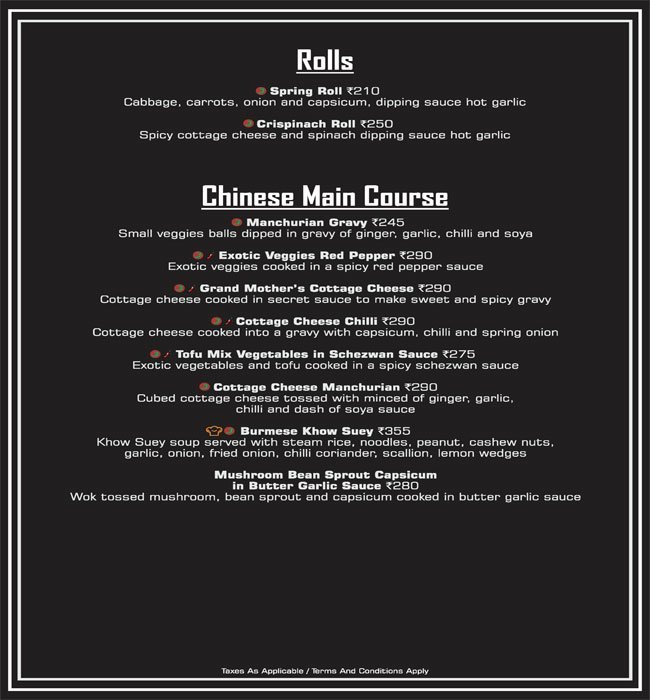 Rolls
Spring Roll ₹210
Cabbage, carrots, onion and capsicum, dipping sauce hot garlic
Crispinach Roll ₹250
Spicy cottage cheese and spinach dipping sauce hot garlic
Chinese Main Course
Manchurian Gravy ₹245
Small veggies balls dipped in gravy of ginger, garlic, chilli and soya
Exotic Veggies Red Pepper ₹290
Exotic veggies cooked in a spicy red pepper sauce
Grand Mother's Cottage Cheese ₹290
Cottage cheese cooked in secret sauce to make sweet and spicy gravy
Cottage Cheese Chilli ₹290
Cottage cheese cooked into a gravy with capsicum, chilli and spring onion
Tofu Mix Vegetables in Schezwan Sauce ₹275
Exotic vegetables and tofu cooked in a spicy schezwan sauce
Cottage Cheese Manchurian ₹290
Cubed cottage cheese tossed with minced of ginger, garlic,
chilli and dash of soya sauce
Burmese Khow Suey ₹355
Khow Suey soup served with steam rice, noodles, peanut, cashew nuts,
garlic, onion, fried onion, chilli coriander, scallion, lemon wedges
Mushroom Bean Sprout Capsicum
in Butter Garlic Sauce ₹280
Wok tossed mushroom, bean sprout and capsicum cooked in butter garlic sauce
Taxes As Applicable / Terms And Conditions Apply